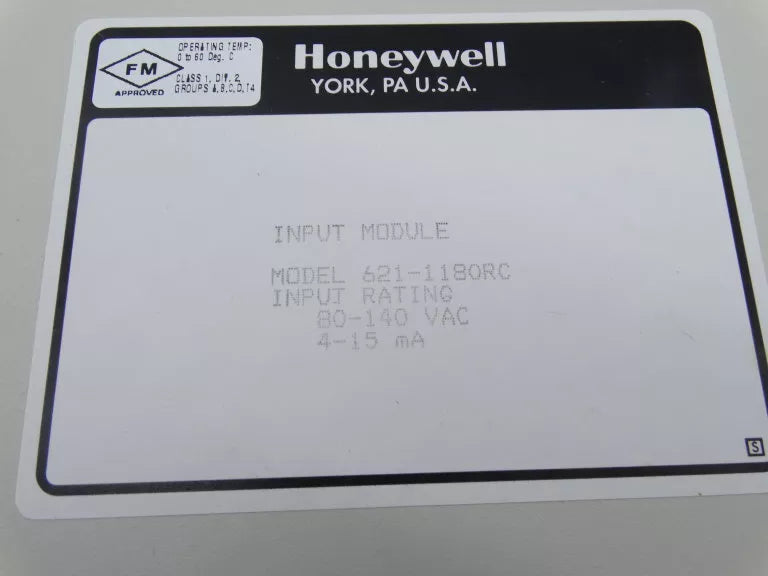 OPERATING TEMP:
0 to 60 Deg. C
FM
APPROVED
CLASS 1, DIV. 2,
GROUPS A,B,C,D,T4
Honeywell
YORK, PA U.S.A.
INPUT MODULE
MODEL 621-1180RC
INPUT RATING
80-140 VAC
4-15 mA
S